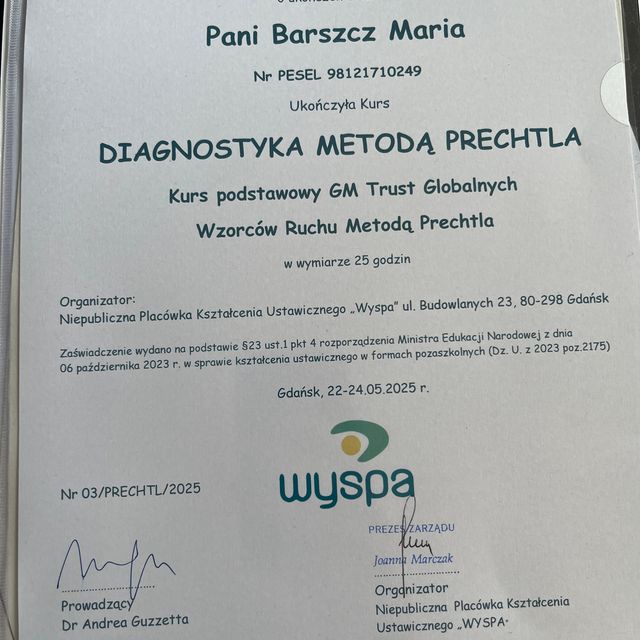 Pani Barszcz Maria
Nr PESEL 98121710249
Ukończyła Kurs
DIAGNOSTYKA METODĄ PRECHTLA
Kurs podstawowy GM Trust Globalnych
Wzorców Ruchu Metodą Prechtla
w wymiarze 25 godzin
Organizator:
Niepubliczna Placówka Kształcenia Ustawicznego „Wyspa" ul. Budowlanych 23, 80-298 Gdańsk
Zaświadczenie wydano na podstawie §23 ust.1 pkt 4 rozporządzenia Ministra Edukacji Narodowej z dnia
06 października 2023 r. w sprawie kształcenia ustawicznego w formach pozaszkolnych (Dz. U. z 2023 poz.2175)
Gdańsk, 22-24.05.2025 r.
wyspa
Nr 03/PRECHTL/2025
PREZES ZARZĄDU
Joanna Marczak
Prowadzący
Dr Andrea Guzzetta
Organizator
Niepubliczna Placówka Kształcenia
Ustawicznego „WYSPA"